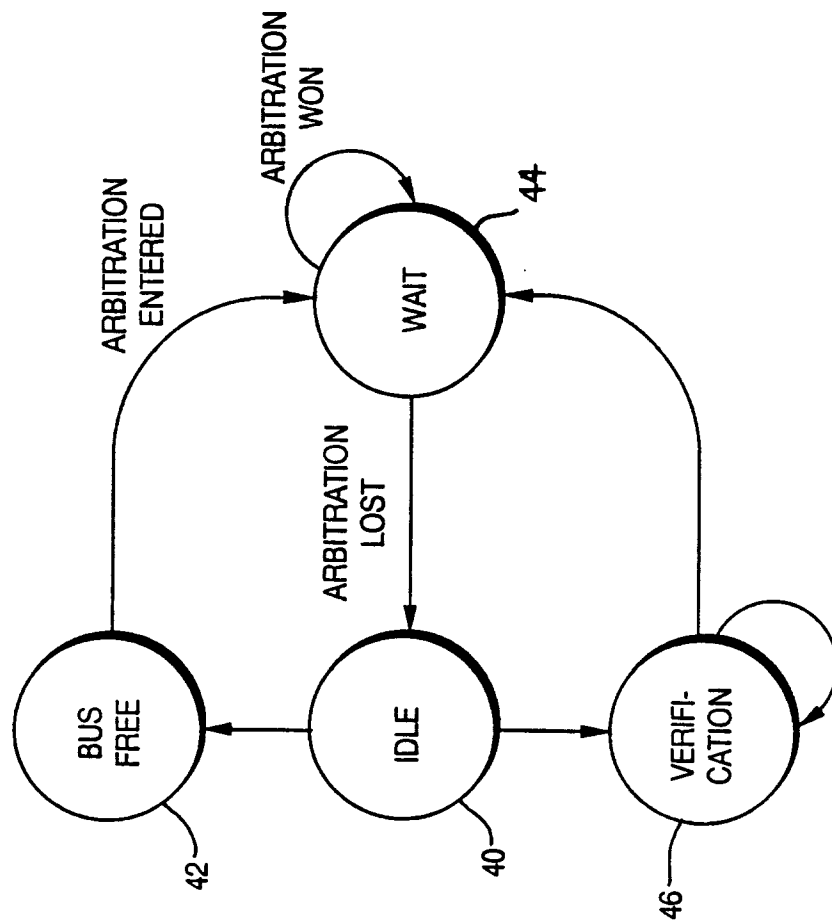 ARBITRATION
WON
ARBITRATION
ENTERED
44
WAIT
ARBITRATION
LOST
BUS
FREE
IDLE
VERIFI-
CATION
42
40
46